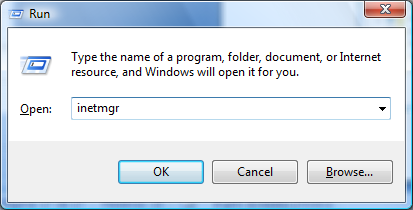 Run
Type the name of a program, folder, document, or Internet
resource, and Windows will open it for you.
Open: inetmgr
OK Cancel Browse...